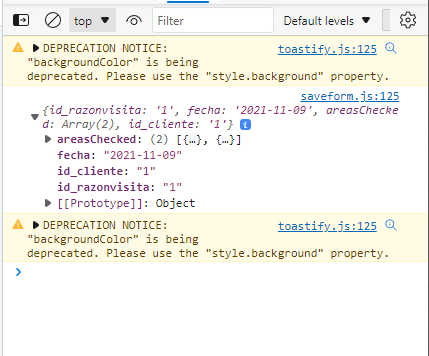 top Filter Default levels
DEPRECATION NOTICE: toastify.js:125
"backgroundColor" is being
deprecated. Please use the "style.background" property.
saveform.js:125
{id_razonvisita: '1', fecha: '2021-11-09', areasChecke
d: Array(2), id_cliente: '1'} i
areasChecked: (2) [{…}, {…}]
fecha: "2021-11-09"
id_cliente: "1"
id_razonvisita: "1"
[[Prototype]]: Object
DEPRECATION NOTICE: toastify.js:125
"backgroundColor" is being
deprecated. Please use the "style.background" property.